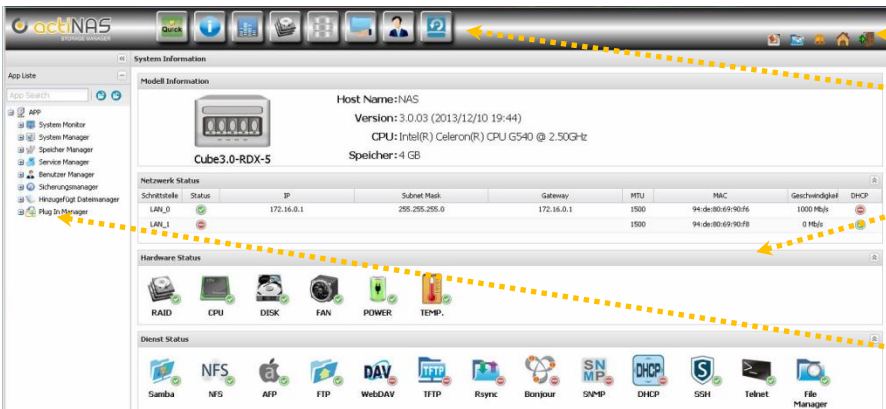 actiNAS
STORAGE MANAGER
Quick
App Liste
App Search
APP
System Monitor
System Manager
Speicher Manager
Service Manager
Benutzer Manager
Sicherungsmanager
Hinzugefügt Dateimanager
Plug In Manager
System Information
Modell Information
Cube3.0-RDX-5
Host Name:NAS
Version:3.0.03 (2013/12/10 19:44)
CPU:Intel(R) Celeron(R) CPU G540 @ 2.50GHz
Speicher:4 GB
Netzwerk Status
Schnittstelle Status IP Subnet Mask Gateway MTU MAC Geschwindigkeit DHCP
LAN_0 172.16.0.1 255.255.255.0 172.16.0.1 1500 94:de:80:69:90:f6 1000 Mb/s
LAN_1 1500 94:de:80:69:90:f8 0 Mb/s
Hardware Status
RAID CPU DISK FAN POWER TEMP.
Dienst Status
NFS DAV TFTP SN MP DHCP S
Samba NFS AFP FTP WebDAV TFTP Rsync Bonjour SNMP DHCP SSH Telnet File Manager